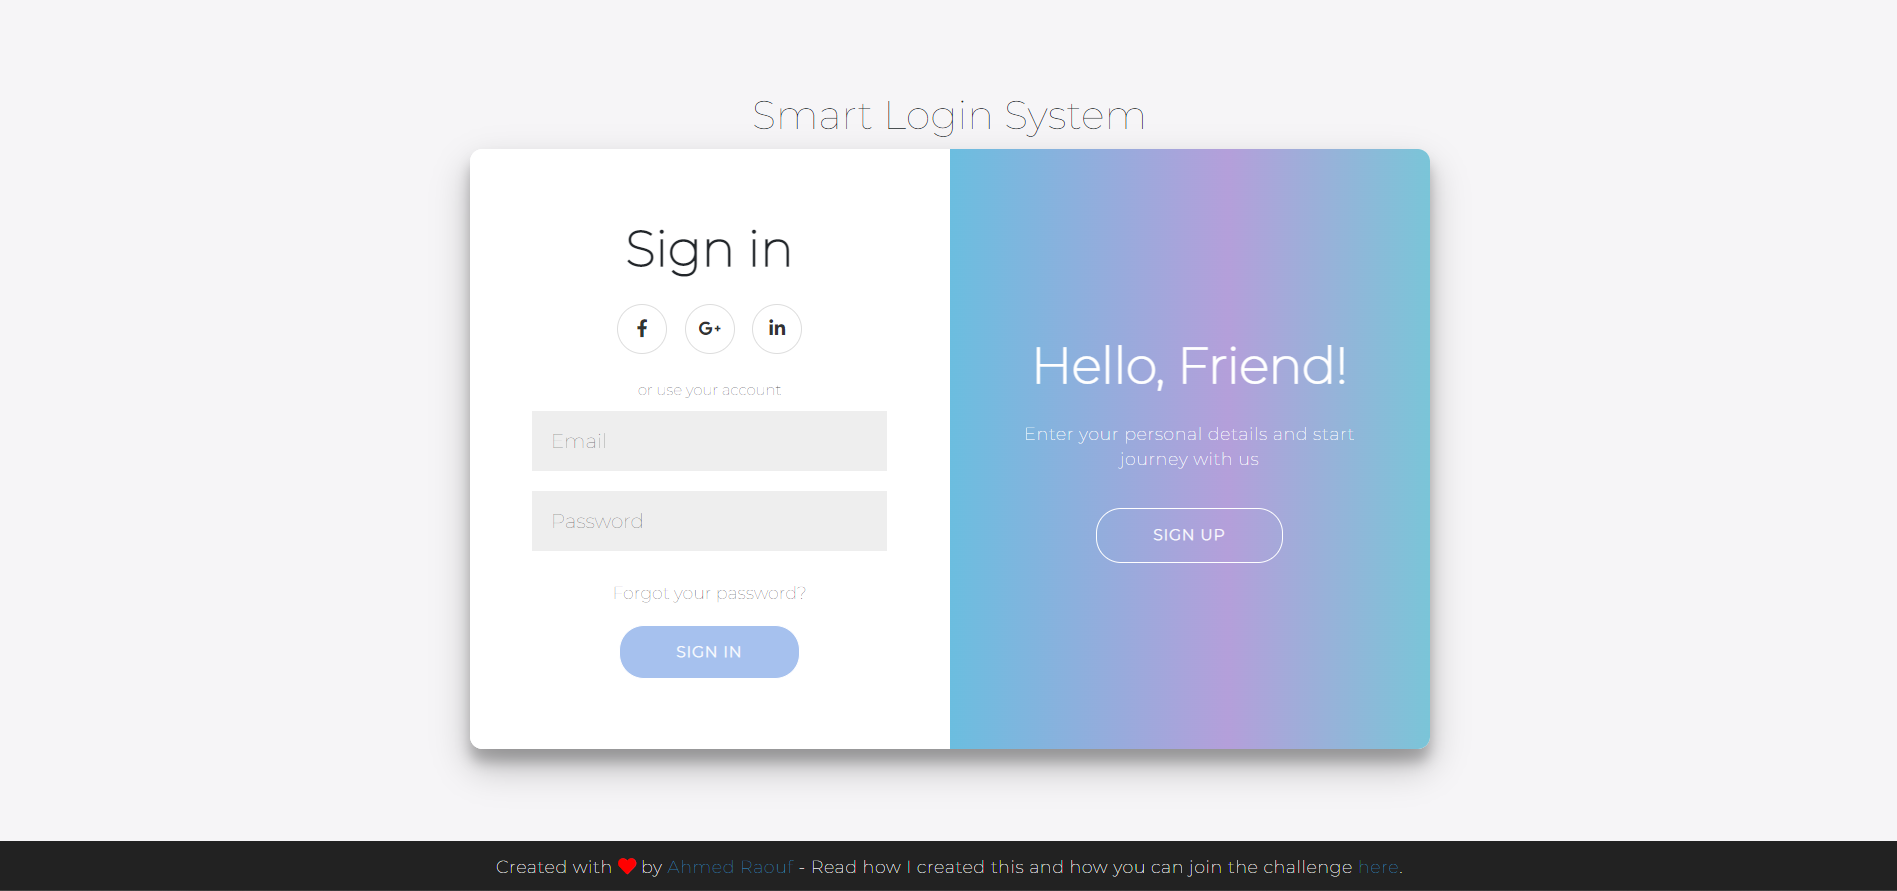 Smart Login System
Sign in
f
G+
in
or use your account
Email
Password
Forgot your password?
SIGN IN
Hello, Friend!
Enter your personal details and start
journey with us
SIGN UP
Created with ❤ by Ahmed Raouf - Read how I created this and how you can join the challenge here.